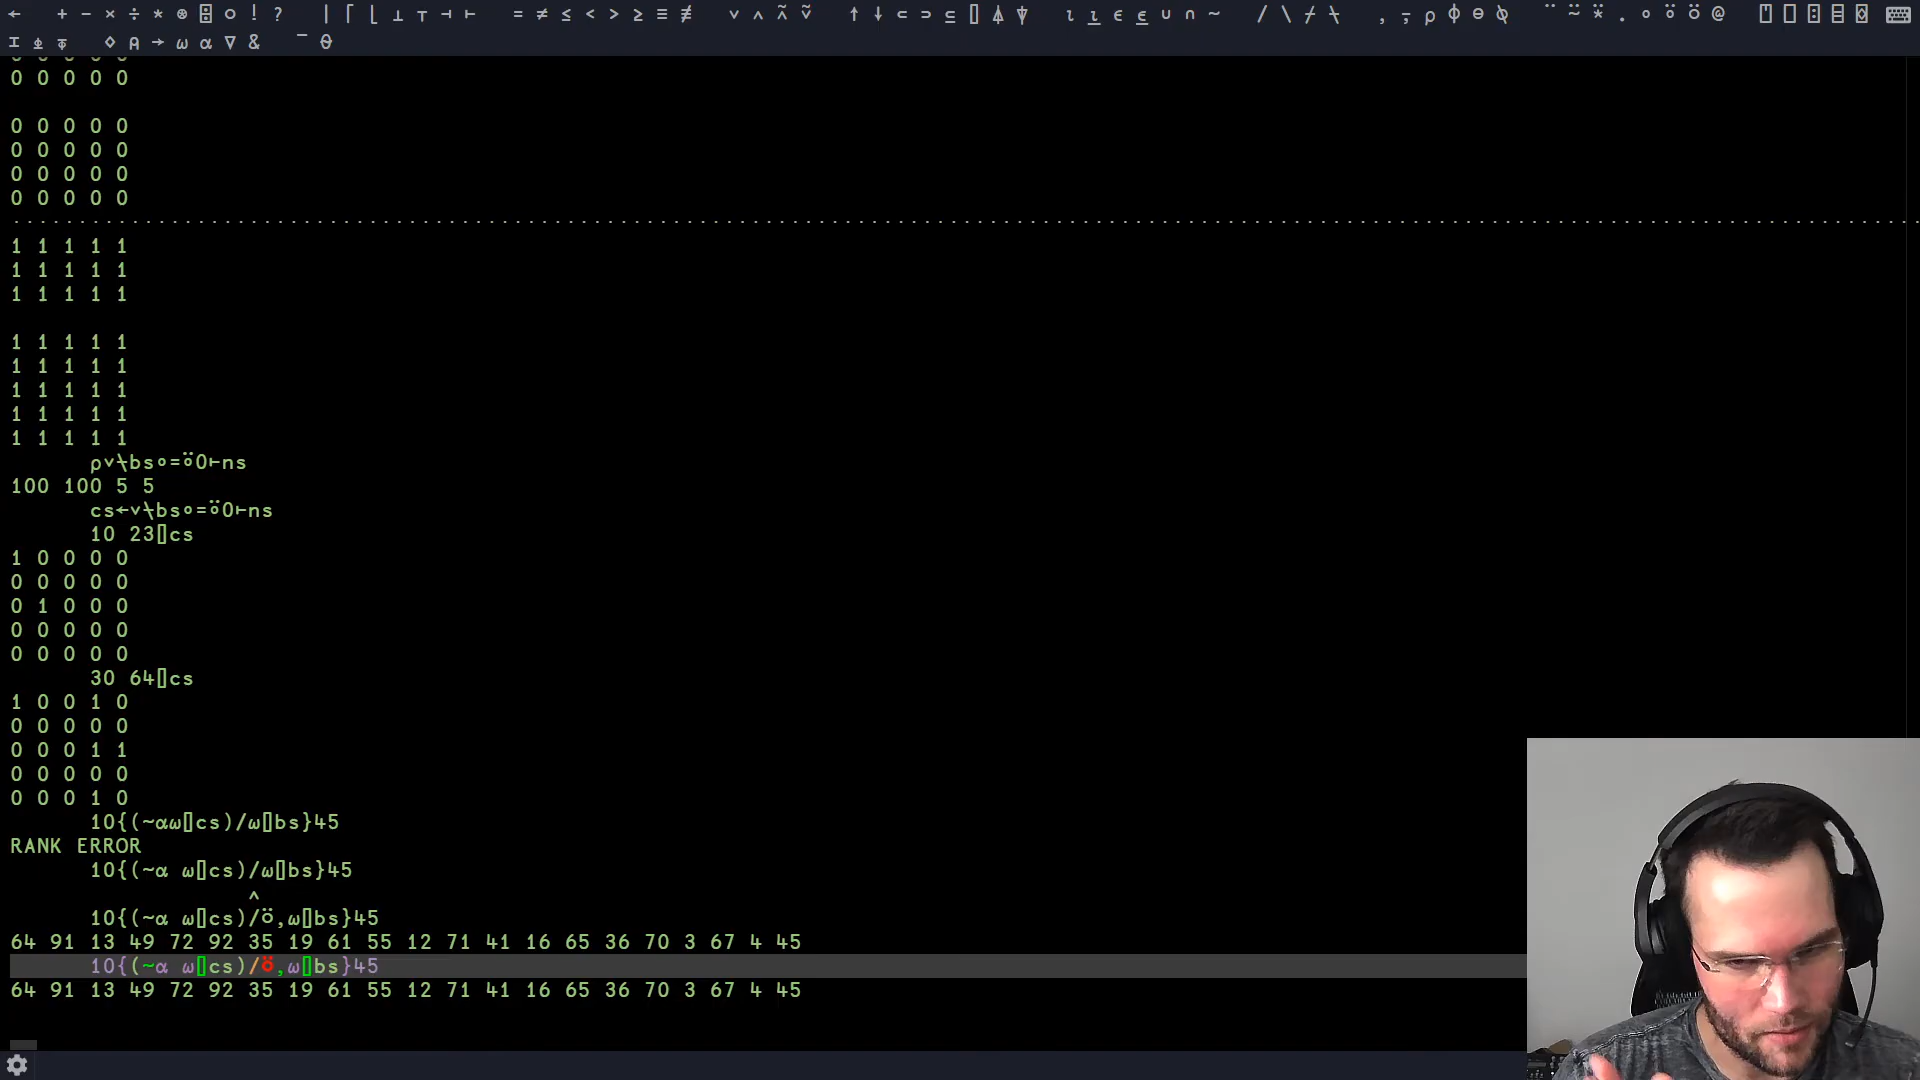 ← + − × ÷ * ⍟ ⌹ ○ ! ? | ⌈ ⌊ ⊥ ⊤ ⊣ ⊢ = ≠ ≤ < > ≥ ≡ ≢ ∨ ∧ ⍲ ⍱ ↑ ↓ ⊂ ⊃ ⊆ ⌷ ⍋ ⍒ ⍳ ⍸ ∊ ⍷ ∪ ∩ ~ / \ ⌿ ⍀ , ⍪ ⍴ ⌽ ⊖ ⍉ ¨ ⍨ ⍣ . ∘ ⍤ ⍥ @ ⍞ ⎕ ⍠ ⌸ ⌺
⌶ ⍎ ⍕ ⋄ ⍝ → ⍵ ⍺ ∇ & ¯ ⍬
0 0 0 0 0
0 0 0 0 0
0 0 0 0 0
0 0 0 0 0
0 0 0 0 0
0 0 0 0 0
1 1 1 1 1
1 1 1 1 1
1 1 1 1 1
1 1 1 1 1
1 1 1 1 1
1 1 1 1 1
1 1 1 1 1
1 1 1 1 1
⍴∨⍀bs∘=⍤0⊢ns
100 100 5 5
cs←∨⍀bs∘=⍤0⊢ns
10 23⌷cs
1 0 0 0 0
0 0 0 0 0
0 1 0 0 0
0 0 0 0 0
0 0 0 0 0
30 64⌷cs
1 0 0 1 0
0 0 0 0 0
0 0 0 1 1
0 0 0 0 0
0 0 0 1 0
10{(~⍺⍵⌷cs)/⍵⌷bs}45
RANK ERROR
10{(~⍺ ⍵⌷cs)/⍵⌷bs}45
∧
10{(~⍺ ⍵⌷cs)/⍥,⍵⌷bs}45
64 91 13 49 72 92 35 19 61 55 12 71 41 16 65 36 70 3 67 4 45
10{(~⍺ ⍵⌷cs)/⍥,⍵⌷bs}45
64 91 13 49 72 92 35 19 61 55 12 71 41 16 65 36 70 3 67 4 45